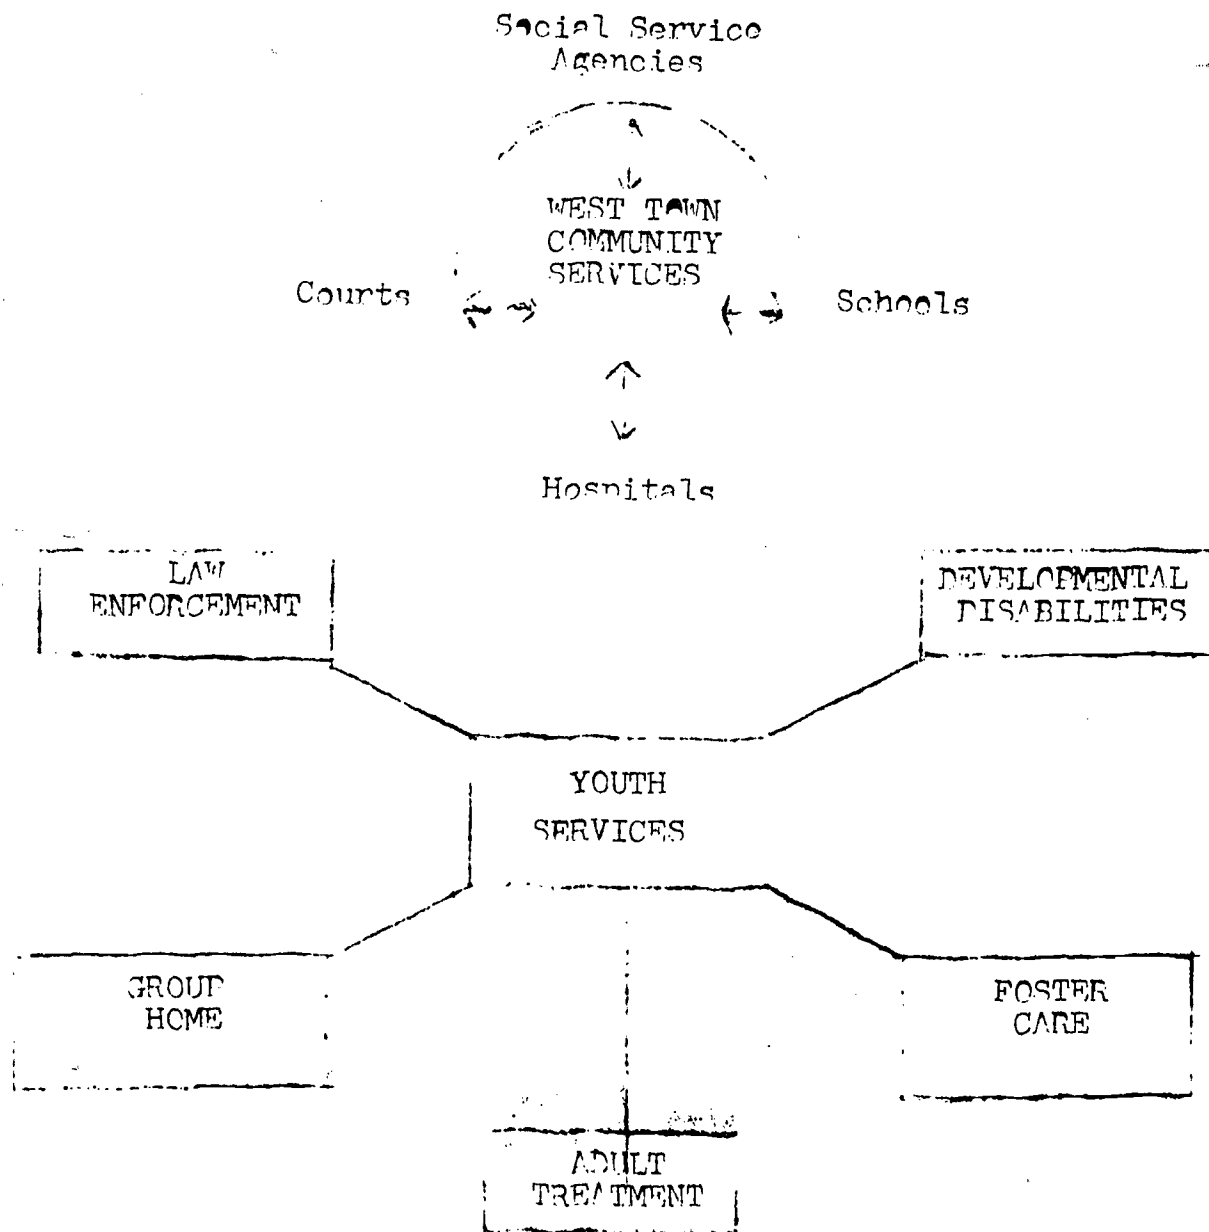 Social Service
Agencies
WEST TOWN
COMMUNITY
SERVICES
Courts
Schools
Hospitals
LAW
ENFORCEMENT
DEVELOPMENTAL
DISABILITIES
YOUTH
SERVICES
GROUP
HOME
FOSTER
CARE
ADULT
TREATMENT